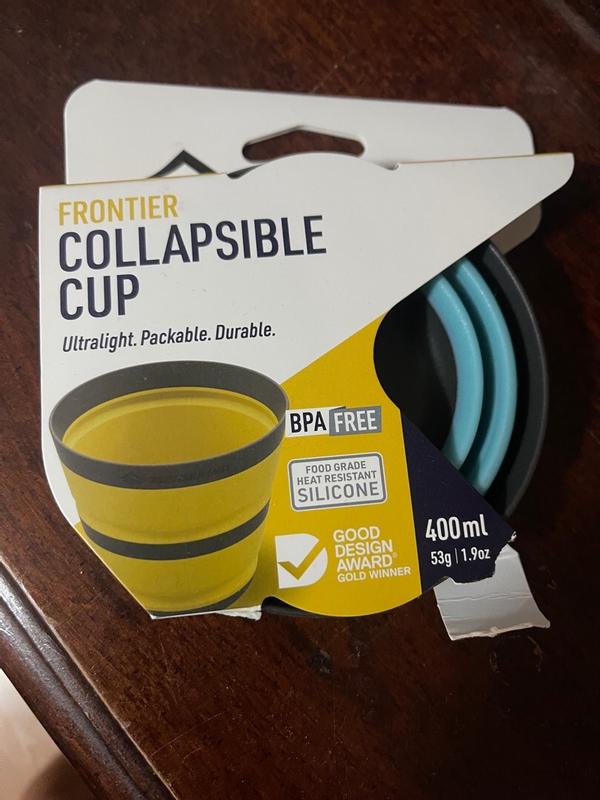 FRONTIER
COLLAPSIBLE
CUP
Ultralight. Packable. Durable.
BPA FREE
FOOD GRADE
HEAT RESISTANT
SILICONE
GOOD
DESIGN
AWARD®
GOLD WINNER
400ml
53g | 1.9oz